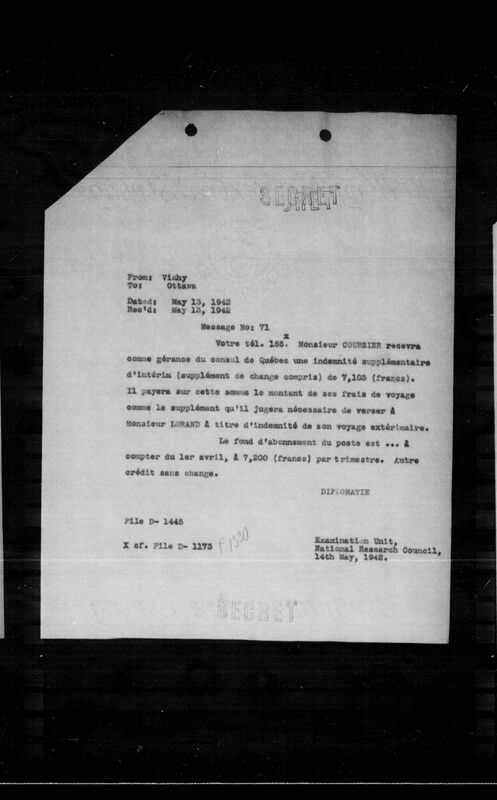 SECRET
From: Vichy
To: Ottawa
Dated: May 13, 1942
Rec'd: May 13, 1942
Message No: 71
x
Votre tél. 165. Monsieur COURSIER recevra
comme gérance du consul de Québec une indemnité supplémentaire
d'intérim (supplément de change compris) de 7,105 (francs).
Il payera sur cette somme le montant de ses frais de voyage
comme le supplément qu'il jugera nécessaire de verser à
Monsieur LORAND à titre d'indemnité de son voyage extérimaire.
Le fond d'abonnement du poste est ... à
compter du 1er avril, à 7,200 (francs) par trimestre. Autre
crédit sans change.
DIPLOMATIE
File D- 1445
X cf. File D- 1173
Examination Unit,
National Research Council,
14th May, 1942.
SECRET